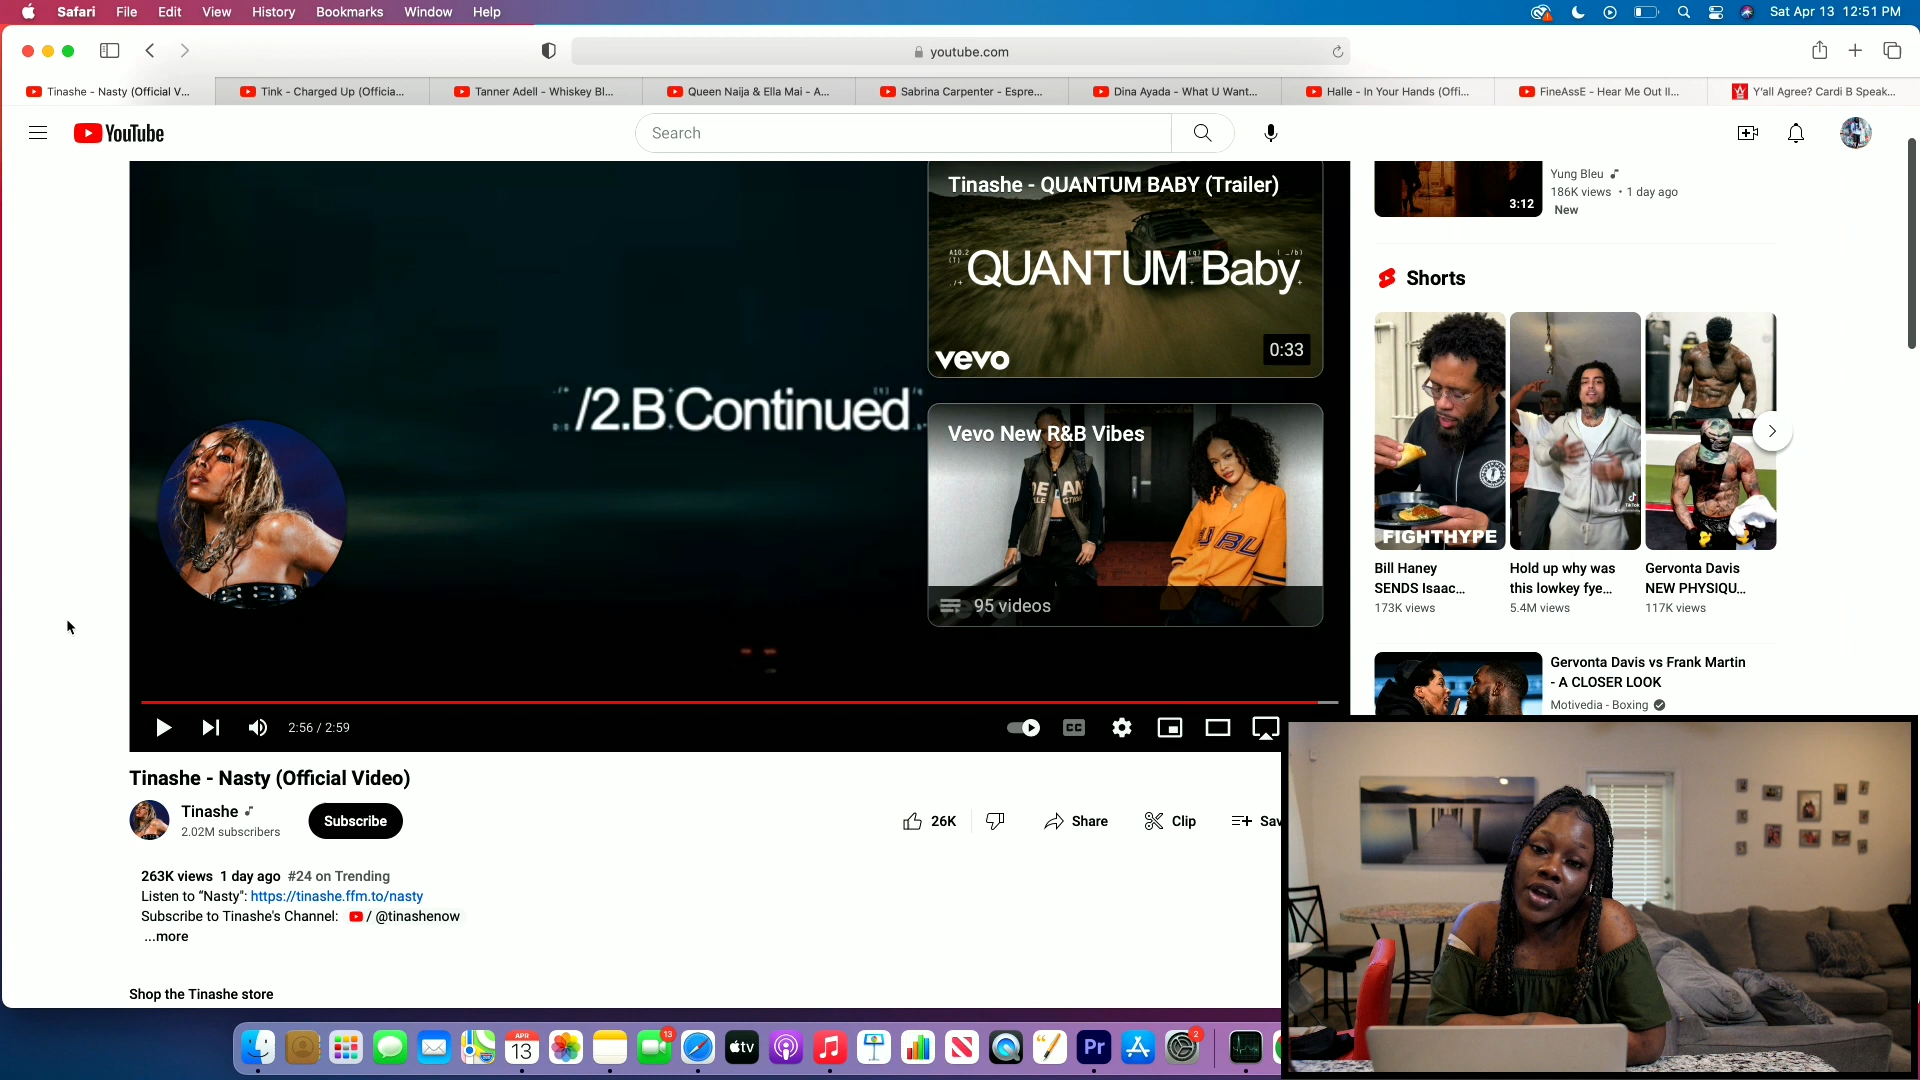 Safari File Edit View History Bookmarks Window Help
Sat Apr 13 12:51 PM
youtube.com
Tinashe - Nasty (Official V...
Tink - Charged Up (Officia...
Tanner Adell - Whiskey Bl...
Queen Naija & Ella Mai - A...
Sabrina Carpenter - Espre...
Dina Ayada - What U Want...
Halle - In Your Hands (Offi...
FineAssE - Hear Me Out II...
Y'all Agree? Cardi B Speak...
YouTube
Search
Tinashe - QUANTUM BABY (Trailer)
QUANTUM Baby
vevo
0:33
/2.B Continued
Vevo New R&B Vibes
95 videos
2:56 / 2:59
CC
Tinashe - Nasty (Official Video)
Tinashe
2.02M subscribers
Subscribe
26K
Share
Clip
Sav
263K views 1 day ago #24 on Trending
Listen to “Nasty”: https://tinashe.ffm.to/nasty
Subscribe to Tinashe's Channel: / @tinashenow
...more
Shop the Tinashe store
3:12
Yung Bleu
186K views • 1 day ago
New
Shorts
FIGHTHYPE
Bill Haney
SENDS Isaac...
173K views
Hold up why was
this lowkey fye...
5.4M views
Gervonta Davis
NEW PHYSIQU...
117K views
Gervonta Davis vs Frank Martin
- A CLOSER LOOK
Motivedia - Boxing
APR
13
13
tv
Pr
2